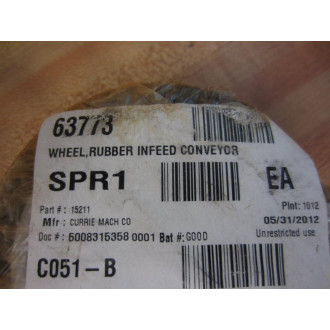 63773
WHEEL,RUBBER INFEED CONVEYOR
SPR1 EA
Part #: 15211 Plnt: 1012
Mfr: CURRIE MACH CO 05/31/2012
Doc #: 5008315358 0001 Bat #: GOOD Unrestricted use
C051-B